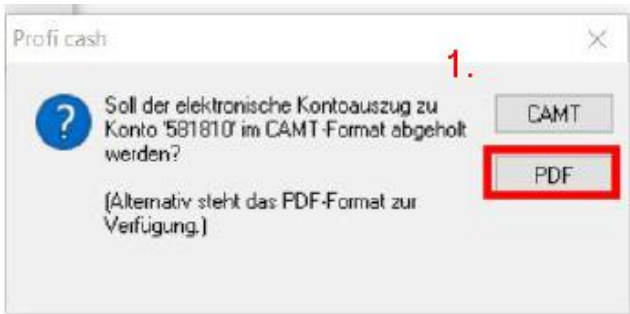 Profi cash
1.
Soll der elektronische Kontoauszug zu
Konto '581810' im CAMT-Format abgeholt
werden?
(Alternativ steht das PDF-Format zur
Verfügung.)
CAMT
PDF